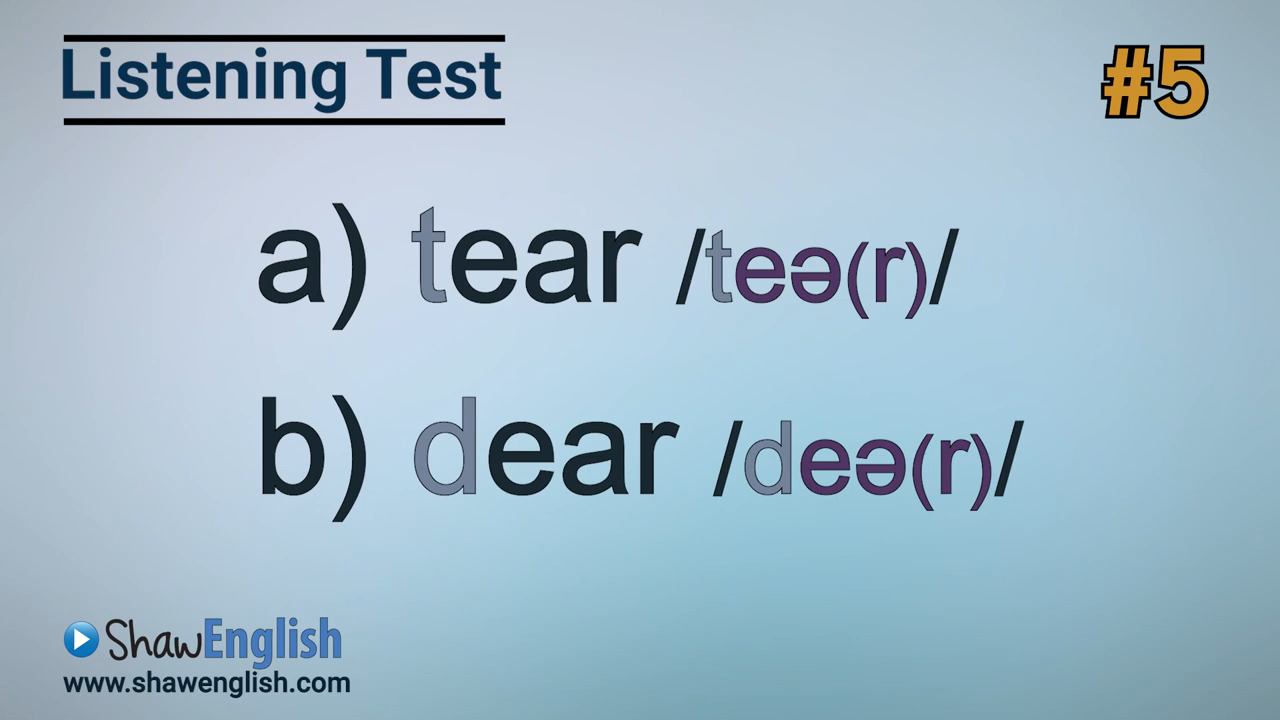 Listening Test
#5
a) tear /teə(r)/
b) dear /deə(r)/
ShawEnglish
www.shawenglish.com